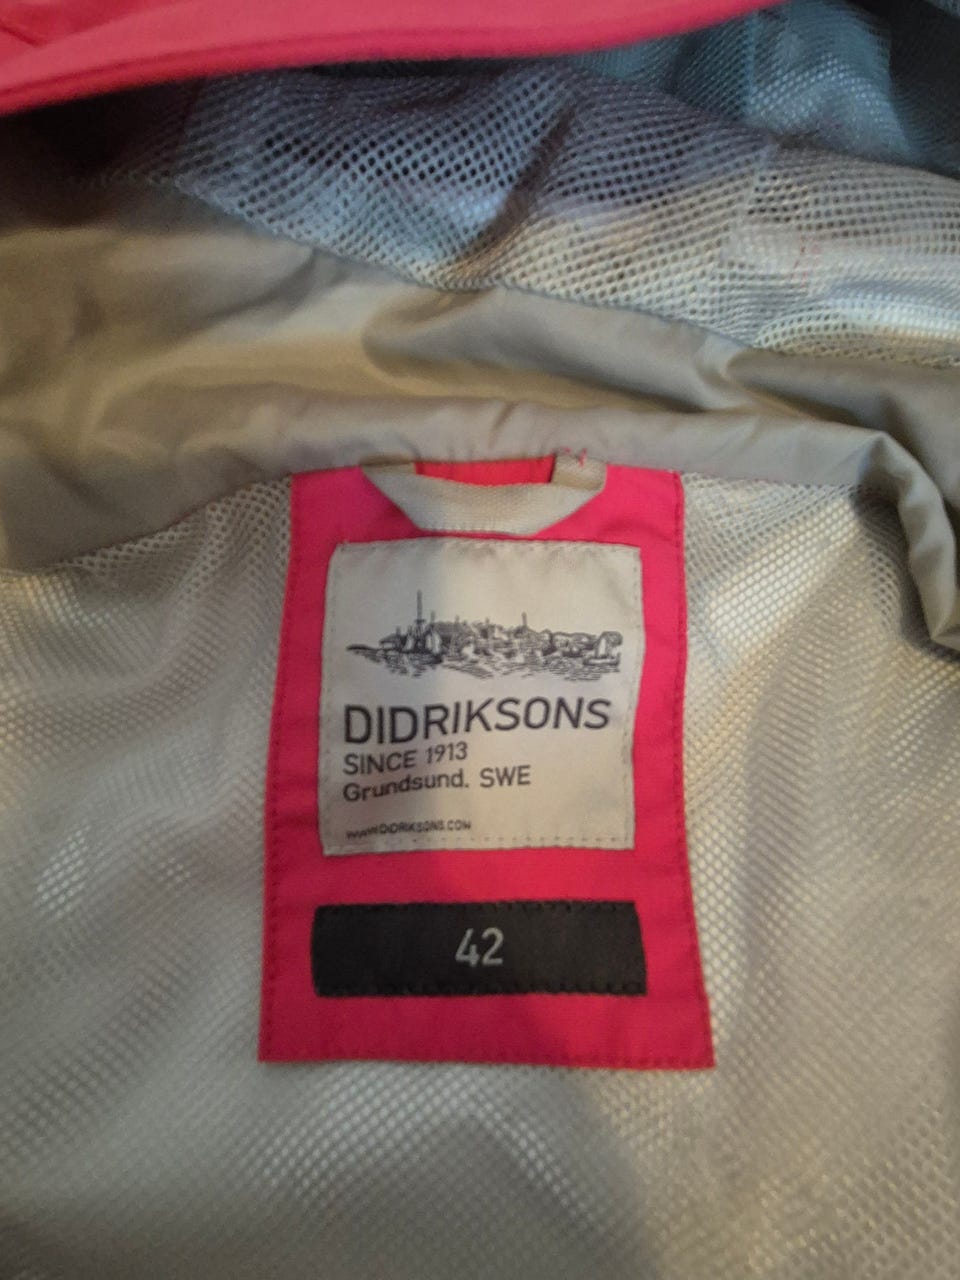 DIDRIKSONS
SINCE 1913
Grundsund. SWE
WWW.DIDRIKSONS.COM
42